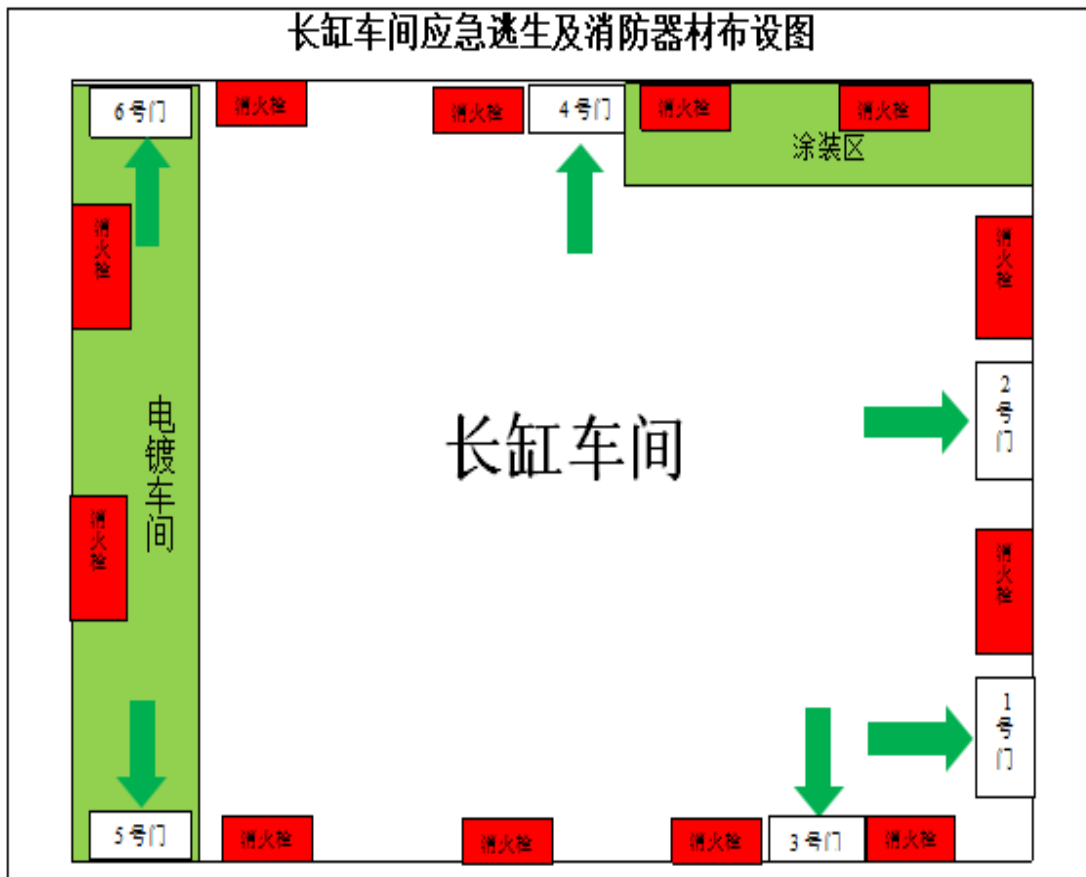 长缸车间应急逃生及消防器材布设图
6号门
消火栓
消火栓
4号门
消火栓
消火栓
涂装区
消火栓
消火栓
2号门
长缸车间
电镀车间
消火栓
消火栓
1号门
5号门
消火栓
消火栓
消火栓
3号门
消火栓